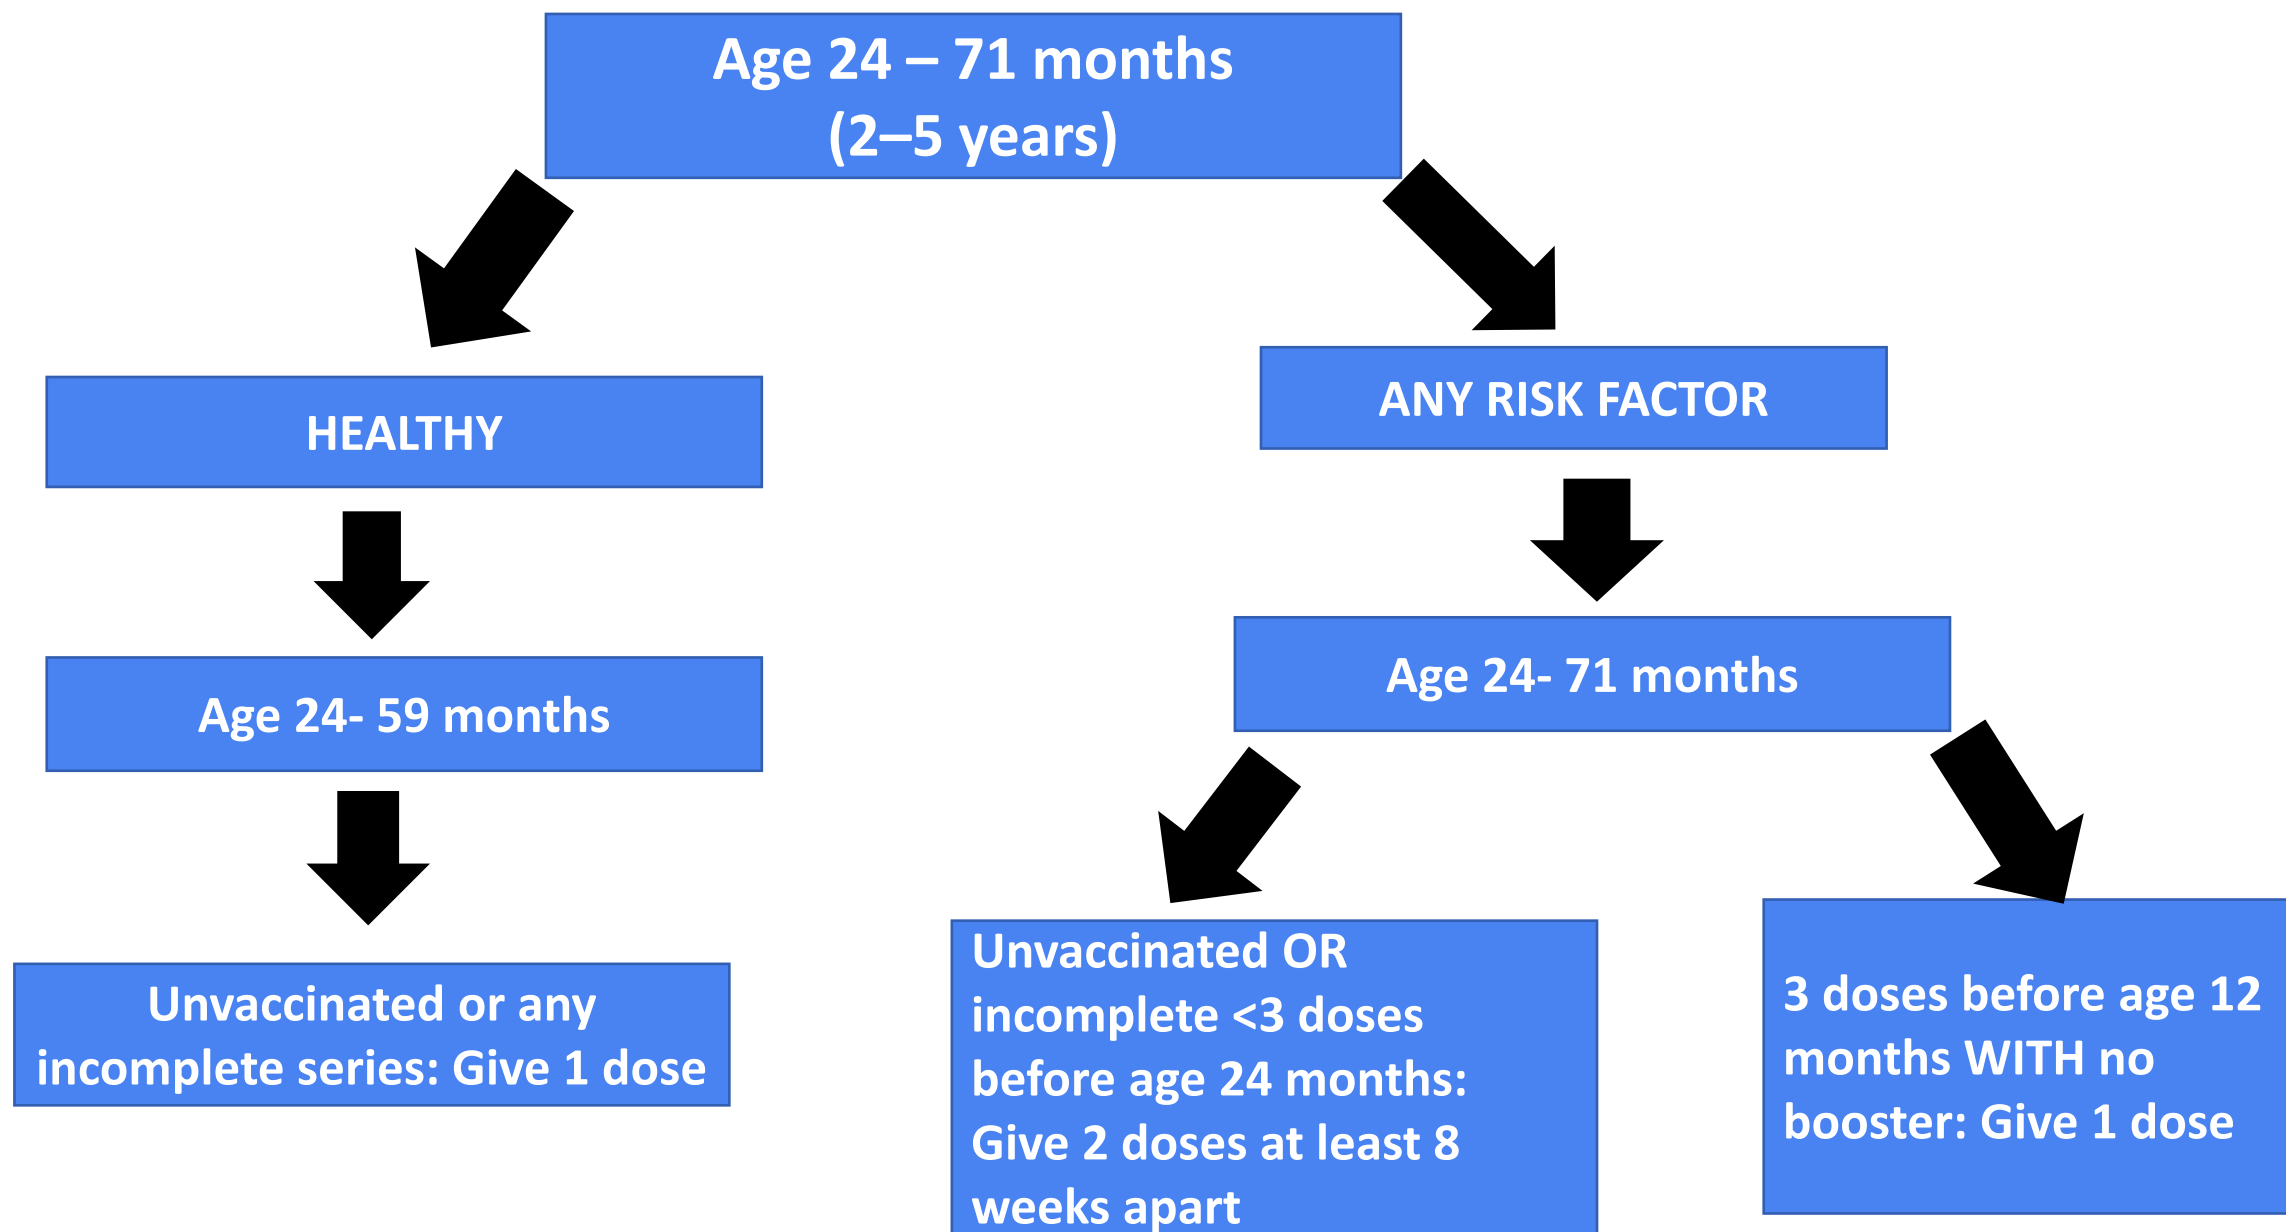 Age 24 – 71 months
(2–5 years)
HEALTHY
ANY RISK FACTOR
Age 24- 59 months
Age 24- 71 months
Unvaccinated or any
incomplete series: Give 1 dose
Unvaccinated OR
incomplete <3 doses
before age 24 months:
Give 2 doses at least 8
weeks apart
3 doses before age 12
months WITH no
booster: Give 1 dose